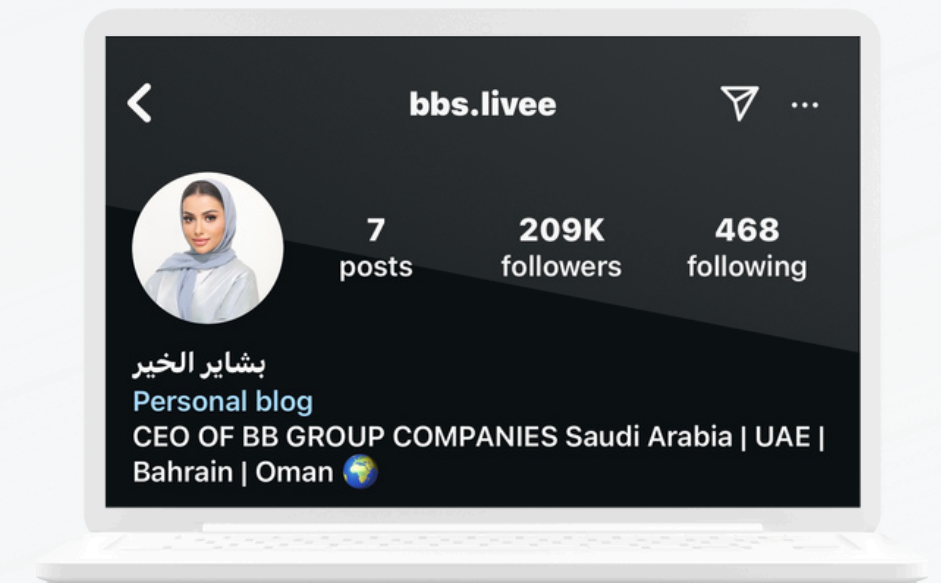 bbs.livee
7 209K 468
posts followers following
بشاير الخير
Personal blog
CEO OF BB GROUP COMPANIES Saudi Arabia | UAE |
Bahrain | Oman 🌍